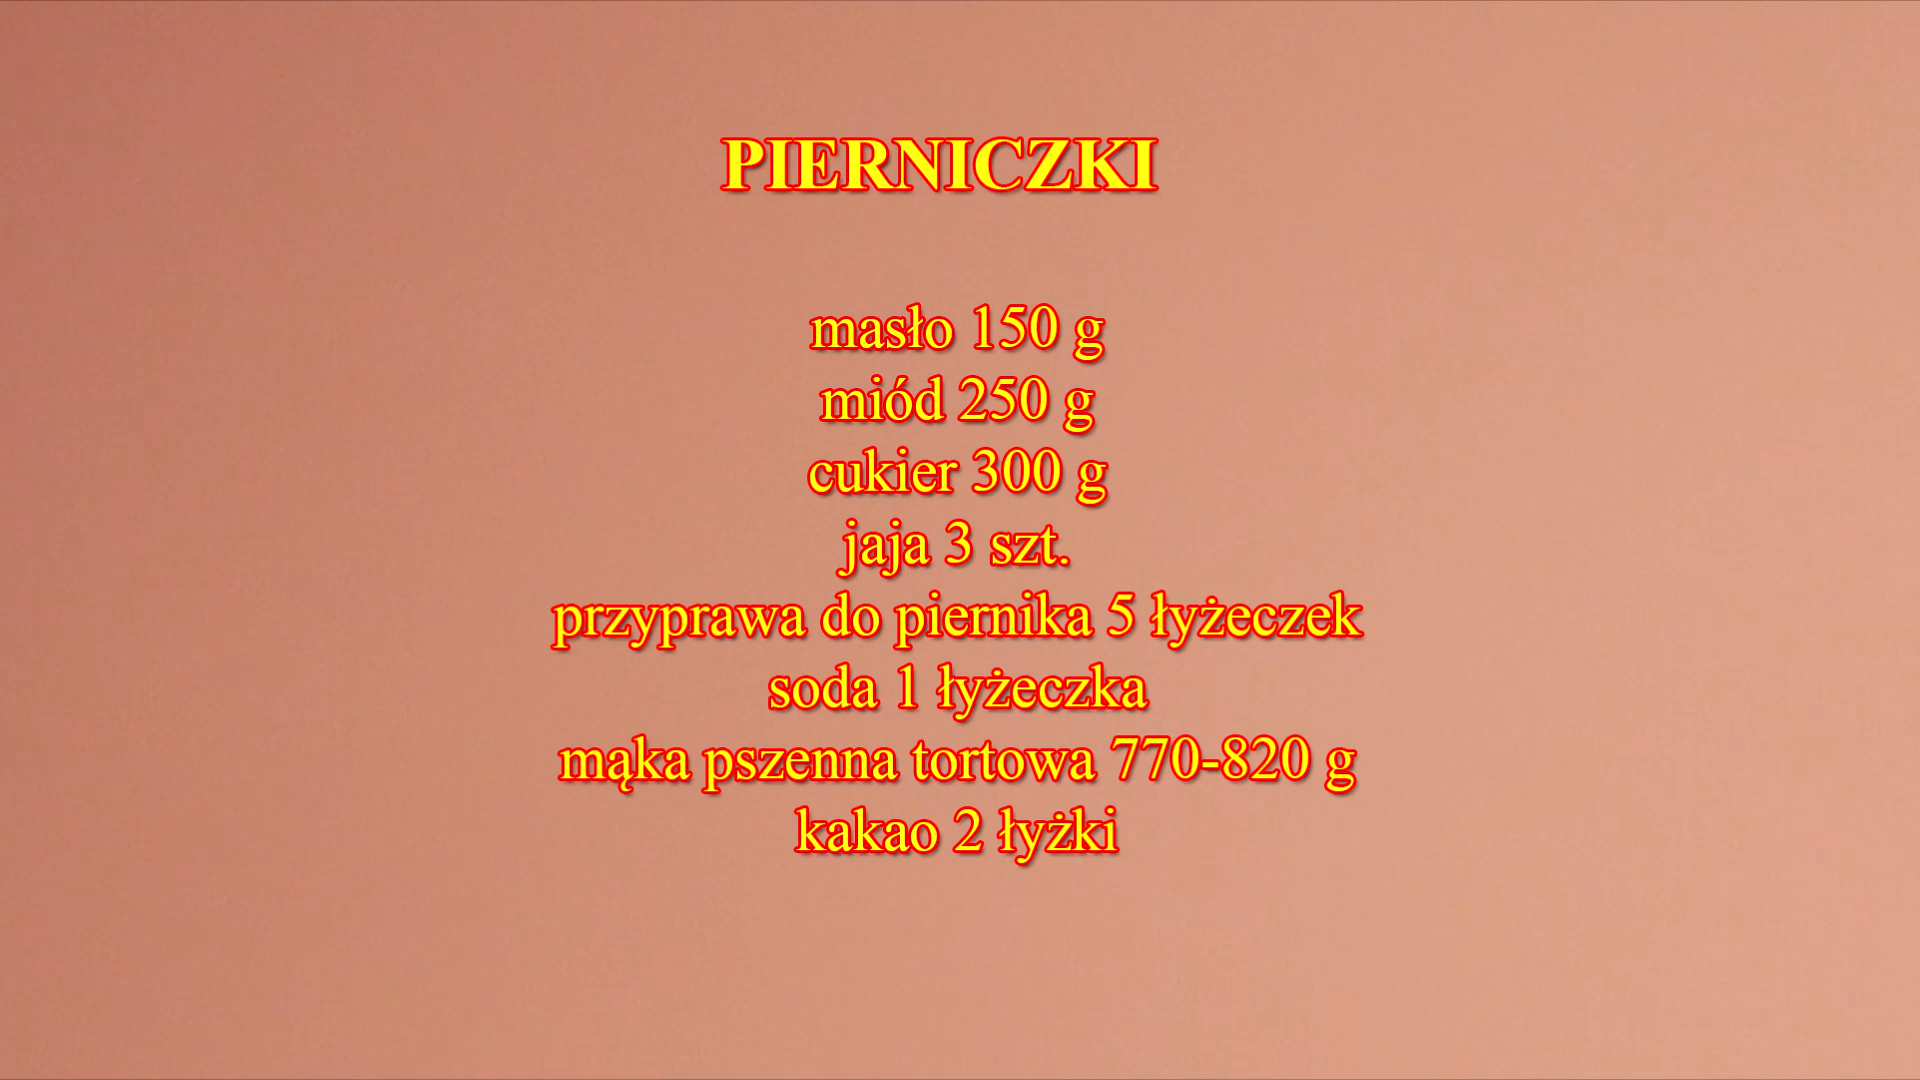 PIERNICZKI
masło 150 g
miód 250 g
cukier 300 g
jaja 3 szt.
przyprawa do piernika 5 łyżeczek
soda 1 łyżeczka
mąka pszenna tortowa 770-820 g
kakao 2 łyżki